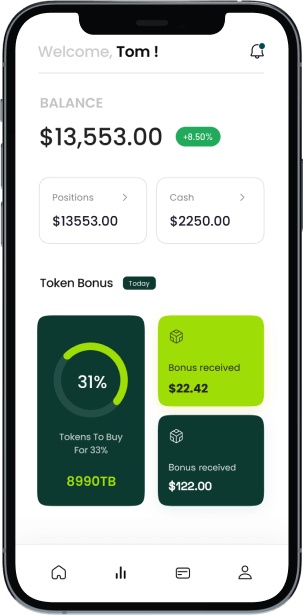 Welcome, Tom !
BALANCE
$13,553.00
+8.50%
Positions
$13553.00
Cash
$2250.00
Token Bonus
Today
31%
Tokens To Buy
For 33%
8990TB
Bonus received
$22.42
Bonus received
$122.00